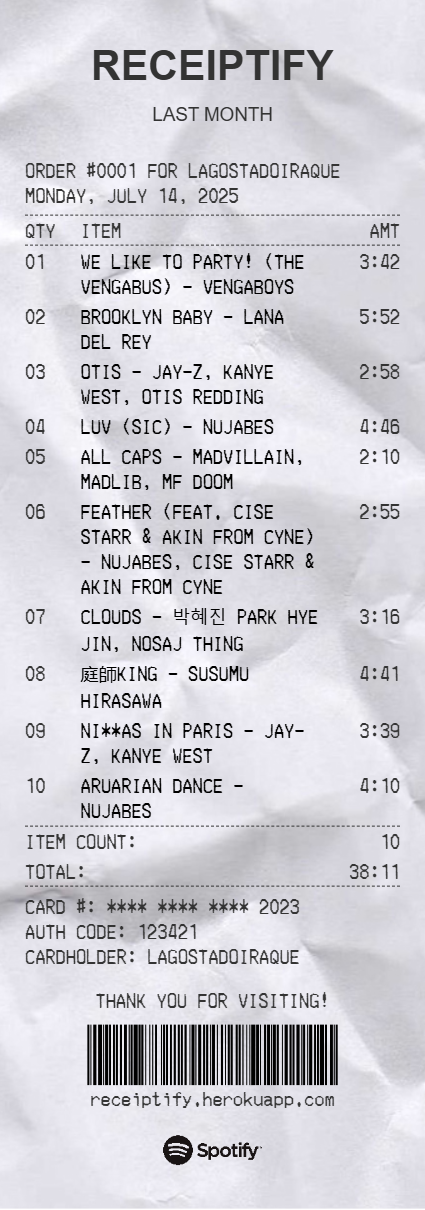 RECEIPTIFY
LAST MONTH
ORDER #0001 FOR LAGOSTADOIRAQUE
MONDAY, JULY 14, 2025
QTY ITEM AMT
01 WE LIKE TO PARTY! (THE 3:42
VENGABUS) - VENGABOYS
02 BROOKLYN BABY - LANA 5:52
DEL REY
03 OTIS - JAY-Z, KANYE 2:58
WEST, OTIS REDDING
04 LUV (SIC) - NUJABES 4:46
05 ALL CAPS - MADVILLAIN, 2:10
MADLIB, MF DOOM
06 FEATHER (FEAT. CISE 2:55
STARR & AKIN FROM CYNE)
- NUJABES, CISE STARR &
AKIN FROM CYNE
07 CLOUDS - 박혜진 PARK HYE 3:16
JIN, NOSAJ THING
08 庭師KING - SUSUMU 4:41
HIRASAWA
09 NI**AS IN PARIS - JAY- 3:39
Z, KANYE WEST
10 ARUARIAN DANCE - 4:10
NUJABES
ITEM COUNT: 10
TOTAL: 38:11
CARD #: **** **** **** 2023
AUTH CODE: 123421
CARDHOLDER: LAGOSTADOIRAQUE
THANK YOU FOR VISITING!
receiptify.herokuapp.com
Spotify